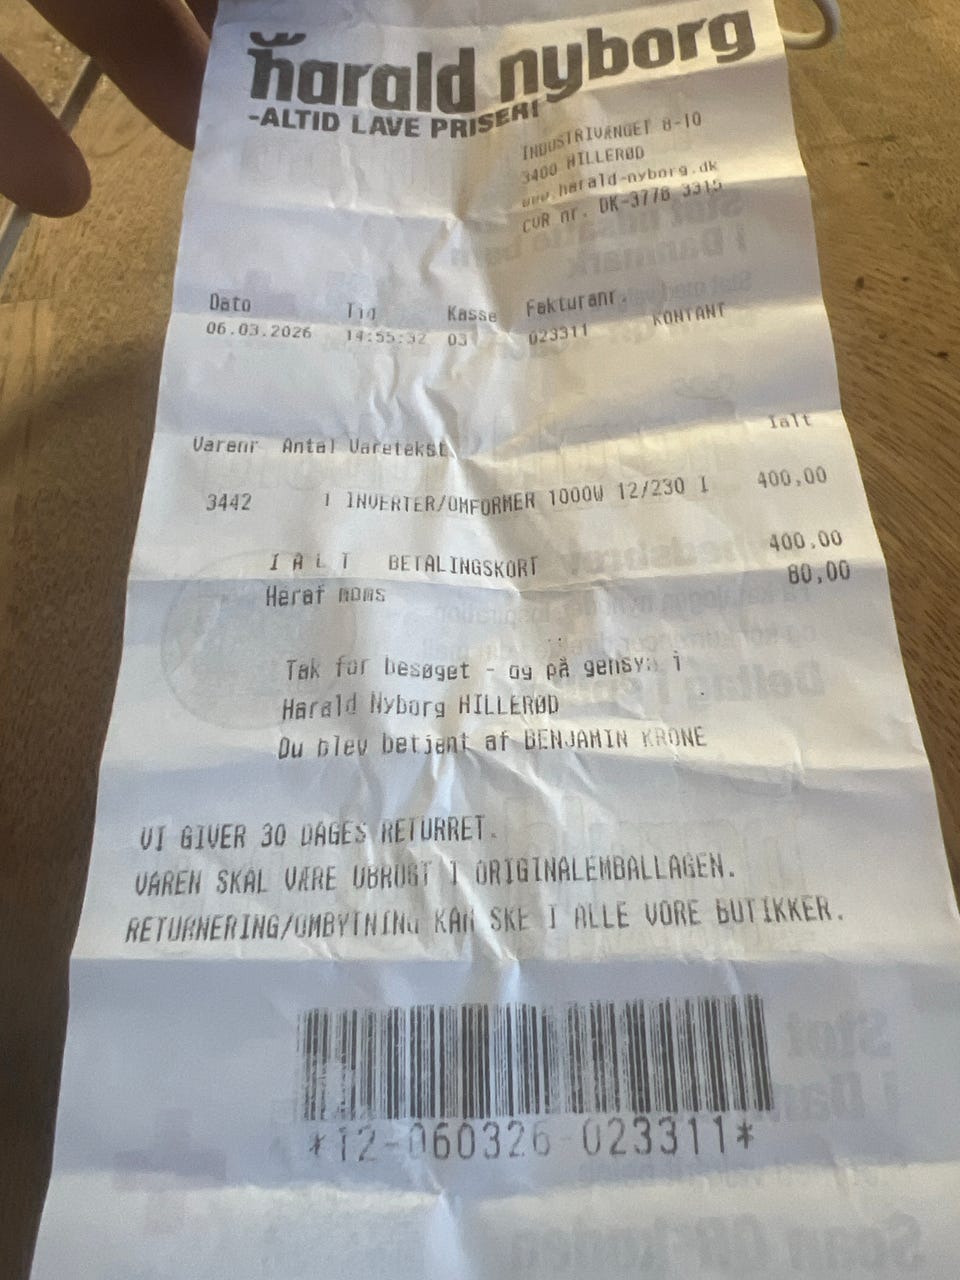 harald nyborg
-ALTID LAVE PRISER!
INDUSTRIVÆNGET 8-10
3400 HILLERØD
www.harald-nyborg.dk
CVR nr. DK-3778 3315
Dato Tid Kasse Fakturanr.
06.03.2026 14:55:32 03 023311 KONTANT
Varenr Antal Varetekst Ialt
3442 1 INVERTER/OMFORMER 1000W 12/230 I 400,00
I A L T BETALINGSKORT 400,00
Heraf moms 80,00
Tak for besøget - og på gensyn i
Harald Nyborg HILLERØD
Du blev betjent af BENJAMIN KRONE
VI GIVER 30 DAGES RETURRET.
VAREN SKAL VÆRE UBRUGT I ORIGINALEMBALLAGEN.
RETURNERING/OMBYTNING KAN SKE I ALLE VORE BUTIKKER.
*12-060326-023311*